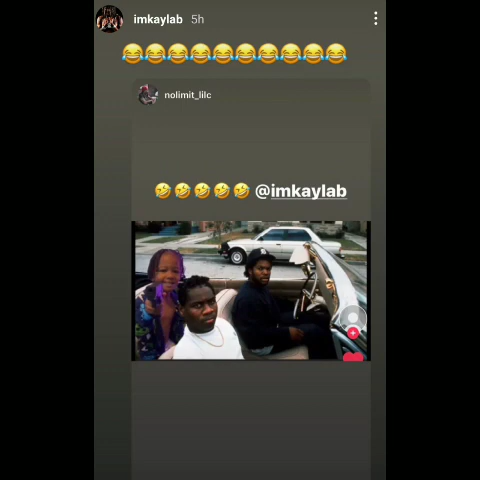 imkaylab 5h
😂😂😂😂😂😂😂😂😂😂
nolimit_lilc
🤣🤣🤣🤣🤣 @imkaylab